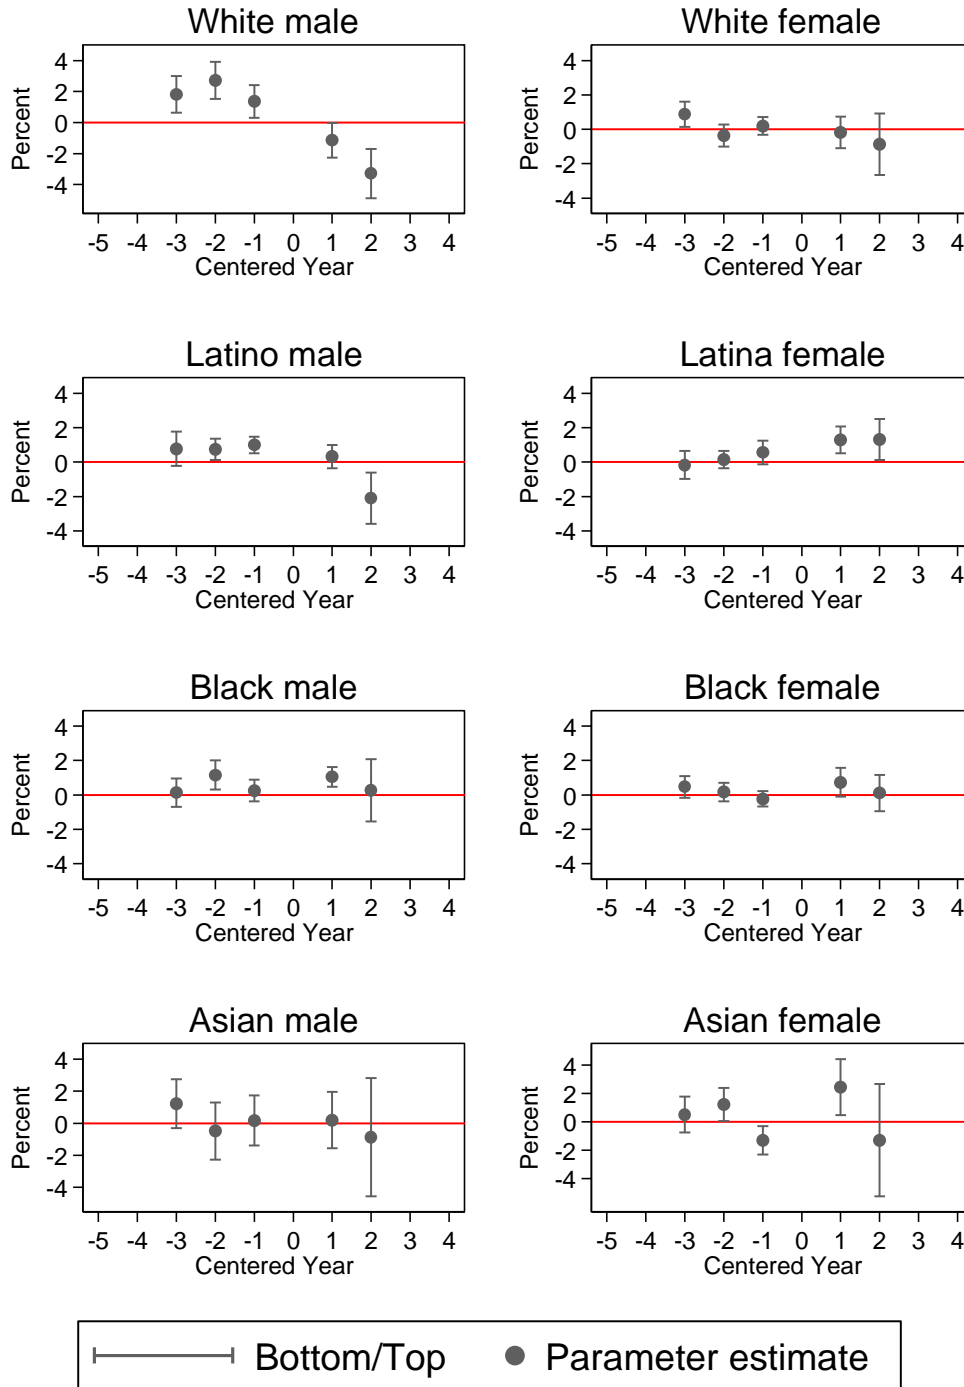 White male
White female
Percent
4
2
0
-2
-4
-5 -4 -3 -2 -1 0 1 2 3 4
Centered Year
Percent
4
2
0
-2
-4
-5 -4 -3 -2 -1 0 1 2 3 4
Centered Year
Latino male
Latina female
Percent
4
2
0
-2
-4
-5 -4 -3 -2 -1 0 1 2 3 4
Centered Year
Percent
4
2
0
-2
-4
-5 -4 -3 -2 -1 0 1 2 3 4
Centered Year
Black male
Black female
Percent
4
2
0
-2
-4
-5 -4 -3 -2 -1 0 1 2 3 4
Centered Year
Percent
4
2
0
-2
-4
-5 -4 -3 -2 -1 0 1 2 3 4
Centered Year
Asian male
Asian female
Percent
4
2
0
-2
-4
-5 -4 -3 -2 -1 0 1 2 3 4
Centered Year
Percent
4
2
0
-2
-4
-5 -4 -3 -2 -1 0 1 2 3 4
Centered Year
Bottom/Top
Parameter estimate